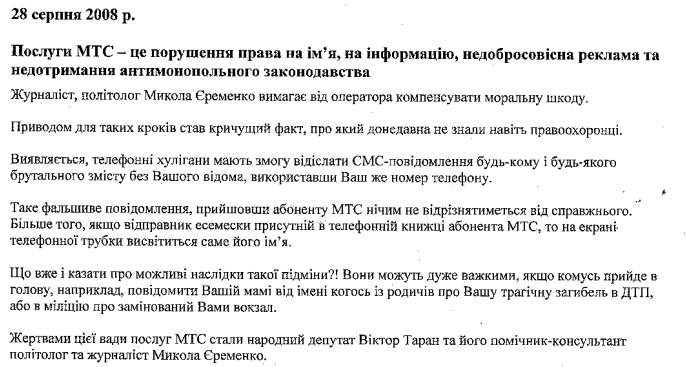 28 серпня 2008 р.
Послуги МТС – це порушення права на ім’я, на інформацію, недобросовісна реклама та
недотримання антимонопольного законодавства
Журналіст, політолог Микола Єременко вимагає від оператора компенсувати моральну шкоду.
Приводом для таких кроків став кричущий факт, про який донедавна не знали навіть правоохоронці.
Виявляється, телефонні хулігани мають змогу відіслати СМС-повідомлення будь-кому і будь-якого
брутального змісту без Вашого відома, використавши Ваш же номер телефону.
Таке фальшиве повідомлення, прийшовши абоненту МТС нічим не відрізнятиметься від справжнього.
Більше того, якщо відправник есемески присутній в телефонній книжці абонента МТС, то на екрані
телефонної трубки висвітиться саме його ім’я.
Що вже і казати про можливі наслідки такої підміни?! Вони можуть дуже важкими, якщо комусь прийде в
голову, наприклад, повідомити Вашій мамі від імені когось із родичів про Вашу трагічну загибель в ДТП,
або в міліцію про замінований Вами вокзал.
Жертвами цієї вади послуг МТС стали народний депутат Віктор Таран та його помічник-консультант
політолог та журналіст Микола Єременко.